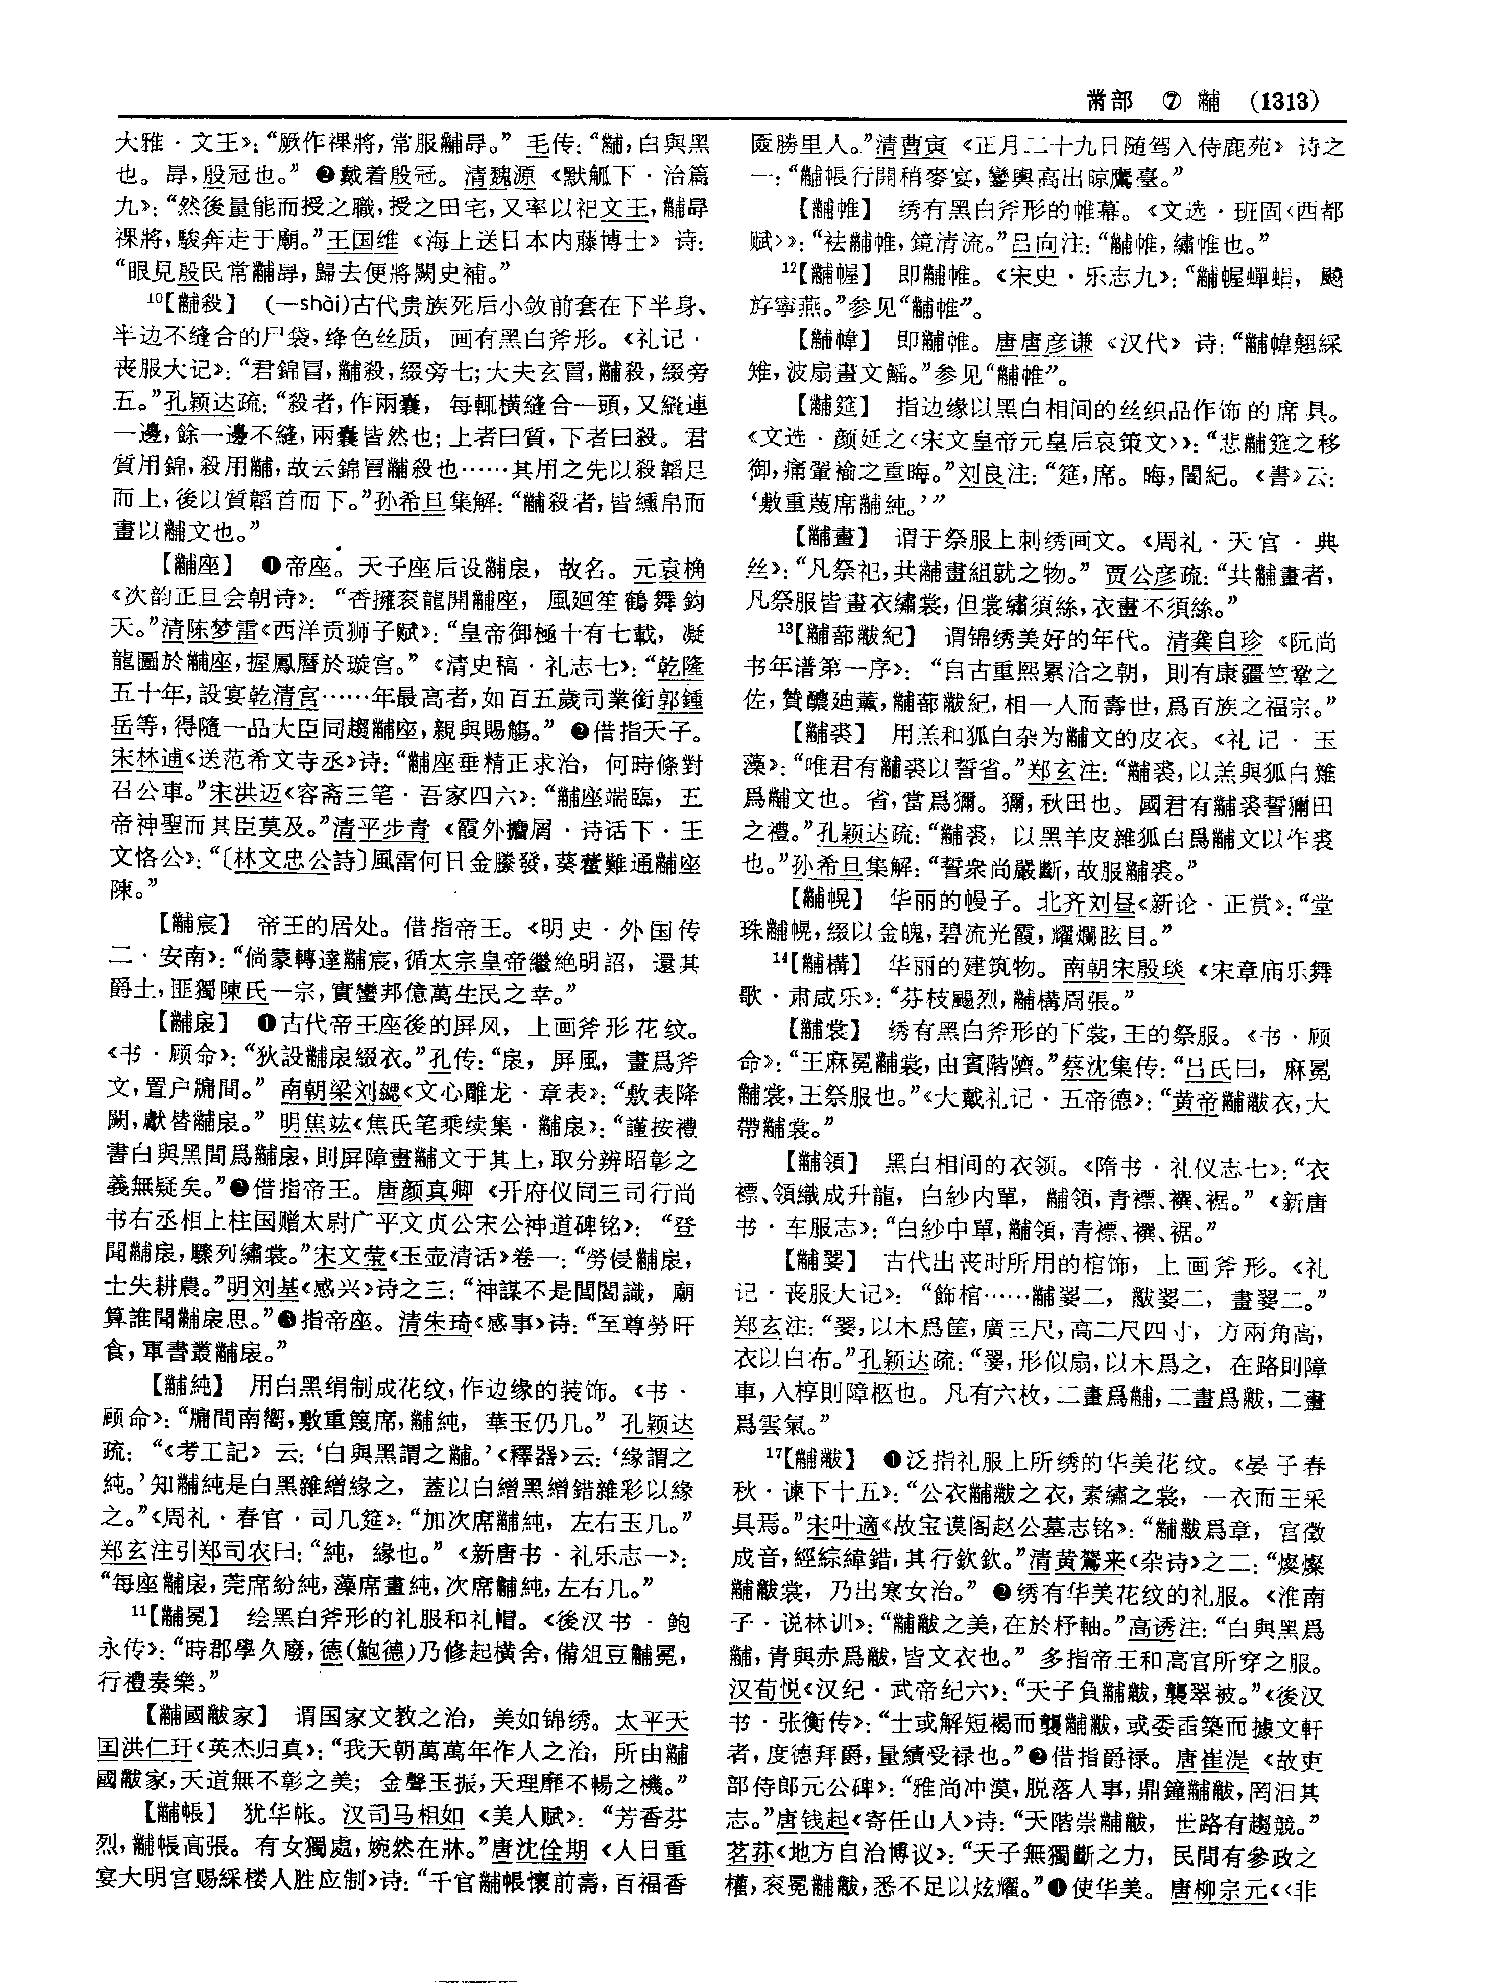 黹部　⑦　黼　(1313)
大雅·文王》：“厥作祼將，常服黼冔。”毛传：“黼，白與黑
也。冔，殷冠也。”❷戴着殷冠。清魏源《默觚下·治篇
九》：“然後量能而授之職，授之田宅，又率以祀文王，黼冔
祼將，駿奔走于廟。”王国维《海上送日本内藤博士》诗：
“眼見殷民常黼冔，歸去便將闕史補。”
10【黼殺】　(—shài)古代贵族死后小敛前套在下半身、
半边不缝合的尸袋，绛色丝质，画有黑白斧形。《礼记·
丧服大记》：“君錦冒，黼殺，綴旁七；大夫玄冒，黼殺，綴旁
五。”孔颖达疏：“殺者，作兩囊，每輒横縫合一頭，又縫連
一邊，餘一邊不縫，兩囊皆然也；上者曰質，下者曰殺。君
質用錦，殺用黼，故云錦冒黼殺也……其用之先以殺韜足
而上，後以質韜首而下。”孙希旦集解：“黼殺者，皆纁帛而
畫以黼文也。”
【黼座】　❶帝座。天子座后设黼扆，故名。元袁桷
《次韵正旦会朝诗》：“香擁衮龍開黼座，風廻笙鶴舞鈞
天。”清陈梦雷《西洋贡狮子赋》：“皇帝御極十有七載，凝
龍圖於黼座，握鳳曆於璇宫。”《清史稿·礼志七》：“乾隆
五十年，設宴乾清宫……年最高者，如百五歲司業銜郭鍾
岳等，得隨一品大臣同趨黼座，親與賜觴。”❷借指天子。
宋林逋《送范希文寺丞》诗：“黼座垂精正求治，何時條對
召公車。”宋洪迈《容斋三笔·吾家四六》：“黼座端臨，五
帝神聖而其臣莫及。”清平步青《霞外攟屑·诗话下·王
文恪公》：“〔林文忠公詩〕風雷何日金縢發，葵藿難通黼座
陳。”
【黼宸】　帝王的居处。借指帝王。《明史·外国传
二·安南》：“倘蒙轉達黼宸，循太宗皇帝繼絶明詔，還其
爵土，匪獨陳氏一宗，實蠻邦億萬生民之幸。”
【黼扆】　❶古代帝王座後的屏风，上画斧形花纹。
《书·顾命》：“狄設黼扆綴衣。”孔传：“扆，屏風，畫爲斧
文，置户牖間。”南朝梁刘勰《文心雕龙·章表》：“敷表降
闕，獻替黼扆。”明焦竑《焦氏笔乘续集·黼扆》：“謹按禮
書白與黑間爲黼扆，則屏障畫黼文于其上，取分辨昭彰之
義無疑矣。”❷借指帝王。唐颜真卿《开府仪同三司行尚
书右丞相上柱国赠太尉广平文贞公宋公神道碑铭》：“登
聞黼扆，驟列繡裳。”宋文莹《玉壶清话》卷一：“勞侵黼扆，
士失耕農。”明刘基《感兴》诗之三：“神謀不是閭閻識，廟
算誰聞黼扆思。”❸指帝座。清朱琦《感事》诗：“至尊勞旰
食，軍書叢黼扆。”
【黼純】　用白黑绢制成花纹，作边缘的装饰。《书·
顾命》：“牖間南嚮，敷重篾席，黼純，華玉仍几。”孔颖达
疏：“《考工記》云：‘白與黑謂之黼。’《釋器》云：‘緣謂之
純。’知黼純是白黑雜繒緣之，蓋以白繒黑繒錯雜彩以緣
之。”《周礼·春官·司几筵》：“加次席黼純，左右玉几。”
郑玄注引郑司农曰：“純，緣也。”《新唐书·礼乐志一》：
“每座黼扆，莞席紛純，藻席畫純，次席黼純，左右几。”
11【黼冕】　绘黑白斧形的礼服和礼帽。《後汉书·鲍
永传》：“時郡學久廢，德(鮑德)乃修起横舍，備俎豆黼冕，
行禮奏樂。”
【黼國黻家】　谓国家文教之治，美如锦绣。太平天
国洪仁玕《英杰归真》：“我天朝萬萬年作人之治，所由黼
國黻家，天道無不彰之美；金聲玉振，天理靡不暢之機。”
【黼帳】　犹华帐。汉司马相如《美人赋》：“芳香芬
烈，黼帳高張。有女獨處，婉然在牀。”唐沈佺期《人日重
宴大明宫赐綵楼人胜应制》诗：“千官黼帳懷前壽，百福香
匳勝里人。”清曹寅《正月二十九日随驾入侍鹿苑》诗之
一：“黼帳行開稍麥宴，鑾輿高出晾鷹臺。”
【黼帷】　绣有黑白斧形的帷幕。《文选·班固〈西都
赋〉》：“袪黼帷，鏡清流。”吕向注：“黼帷，繡帷也。”
12【黼幄】　即黼帷。《宋史·乐志九》：“黼幄蟬蜎，飈
斿寧燕。”参见“黼帷”。
【黼幃】　即黼帷。唐唐彦谦《汉代》诗：“黼幃翹綵
雉，波扇畫文鰩。”参见“黼帷”。
【黼筵】　指边缘以黑白相间的丝织品作饰的席具。
《文选·颜延之〈宋文皇帝元皇后哀策文〉》：“悲黼筵之移
御，痛翬褕之重晦。”刘良注：“筵，席。晦，闇紀。《書》云：
‘敷重蔑席黼純。’”
【黼畫】　谓于祭服上刺绣画文。《周礼·天官·典
丝》：“凡祭祀，共黼畫組就之物。”贾公彦疏：“共黼畫者，
凡祭服皆畫衣繡裳，但裳繡須絲，衣畫不須絲。”
13【黼蔀黻紀】　谓锦绣美好的年代。清龚自珍《阮尚
书年谱第一序》：“自古重熙累洽之朝，則有康疆竺鞏之
佐，贊醲廸薰，黼蔀黻紀，相一人而壽世，爲百族之福宗。”
【黼裘】　用羔和狐白杂为黼文的皮衣。《礼记·玉
藻》：“唯君有黼裘以誓省。”郑玄注：“黼裘，以羔與狐白雜
爲黼文也。省，當爲獮。獮，秋田也。國君有黼裘誓獮田
之禮。”孔颖达疏：“黼裘，以黑羊皮雜狐白爲黼文以作裘
也。”孙希旦集解：“誓衆尚嚴斷，故服黼裘。”
【黼幌】　华丽的幔子。北齐刘昼《新论·正赏》：“堂
珠黼幌，綴以金魄，碧流光霞，耀爛眩目。”
14【黼構】　华丽的建筑物。南朝宋殷琰《宋章庙乐舞
歌·肃咸乐》：“芬枝颺烈，黼構周張。”
【黼裳】　绣有黑白斧形的下裳，王的祭服。《书·顾
命》：“王麻冕黼裳，由賓階隮。”蔡沈集传：“吕氏曰，麻冕
黼裳，王祭服也。”《大戴礼记·五帝德》：“黄帝黼黻衣，大
帶黼裳。”
【黼領】　黑白相间的衣领。《隋书·礼仪志七》：“衣
褾、領織成升龍，白紗内單，黼領，青褾、襈、裾。”《新唐
书·车服志》：“白紗中單，黼領，青褾、襈、裾。”
【黼翣】　古代出丧时所用的棺饰，上画斧形。《礼
记·丧服大记》：“飾棺……黼翣二，黻翣二，畫翣二。”
郑玄注：“翣，以木爲筐，廣三尺，高二尺四寸，方兩角高，
衣以白布。”孔颖达疏：“翣，形似扇，以木爲之，在路則障
車，入椁則障柩也。凡有六枚，二畫爲黼，二畫爲黻，二畫
爲雲氣。”
17【黼黻】　❶泛指礼服上所绣的华美花纹。《晏子春
秋·谏下十五》：“公衣黼黻之衣，素繡之裳，一衣而王采
具焉。”宋叶適《故宝谟阁赵公墓志铭》：“黼黻爲章，宫徵
成音，經綜緯錯，其行欽欽。”清黄鷟来《杂诗》之二：“燦燦
黼黻裳，乃出寒女治。”❷绣有华美花纹的礼服。《淮南
子·说林训》：“黼黻之美，在於杼軸。”高诱注：“白與黑爲
黼，青與赤爲黻，皆文衣也。”多指帝王和高官所穿之服。
汉荀悦《汉纪·武帝纪六》：“天子負黼黻，襲翠被。”《後汉
书·张衡传》：“士或解短褐而襲黼黻，或委臿築而據文軒
者，度德拜爵，量績受禄也。”❸借指爵禄。唐崔湜《故吏
部侍郎元公碑》：“雅尚冲漠，脱落人事，鼎鐘黼黻，罔汩其
志。”唐钱起《寄任山人》诗：“天階崇黼黻，世路有趨競。”
茗荪《地方自治博议》：“天子無獨斷之力，民間有參政之
權，衮冕黼黻，悉不足以炫耀。”❹使华美。唐柳宗元《〈非